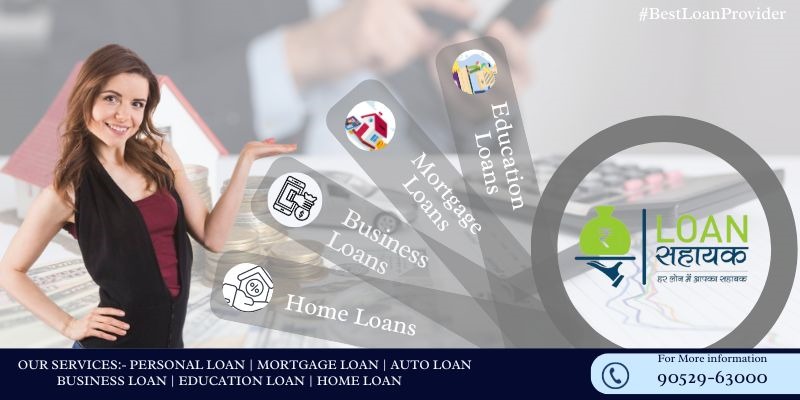 #BestLoanProvider
Education
Loans
Mortgage
Loans
Business
Loans
Home Loans
LOAN
सहायक
हर लोन में आपका सहायक
OUR SERVICES:- PERSONAL LOAN | MORTGAGE LOAN | AUTO LOAN
BUSINESS LOAN | EDUCATION LOAN | HOME LOAN
For More information
90529-63000